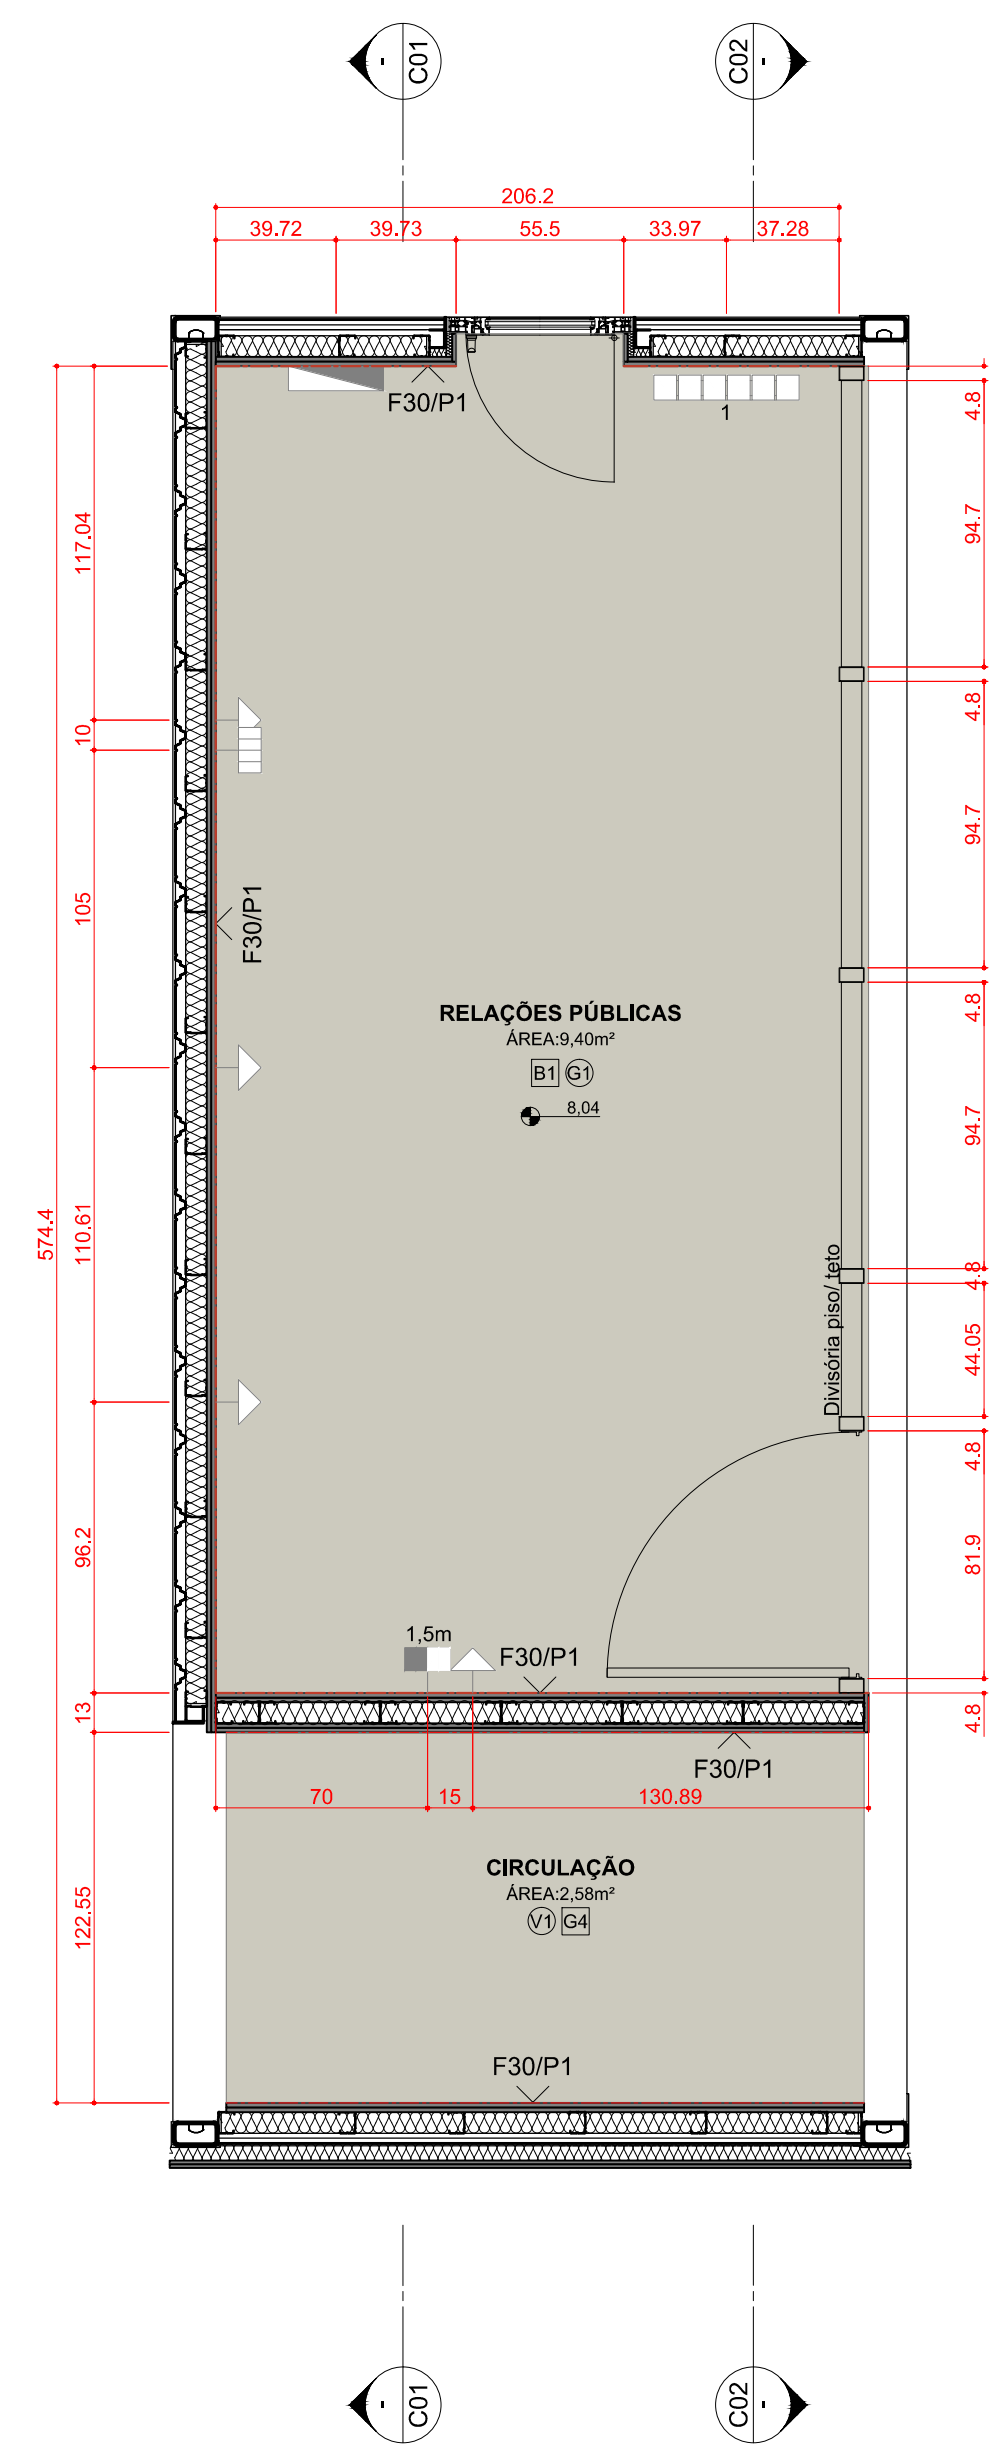 C01
C02
206.2
39.72
39.73
55.5
33.97
37.28
F30/P1
1
4.8
94.7
117.04
10
4.8
94.7
105
F30/P1
4.8
RELAÇÕES PÚBLICAS
ÁREA:9,40m²
B1 G1
8,04
94.7
574.4
110.61
Divisória piso/ teto
4.8
44.05
4.8
96.2
81.9
1,5m
F30/P1
13
4.8
F30/P1
70
15
130.89
CIRCULAÇÃO
ÁREA:2,58m²
V1 G4
122.55
F30/P1
C01
C02